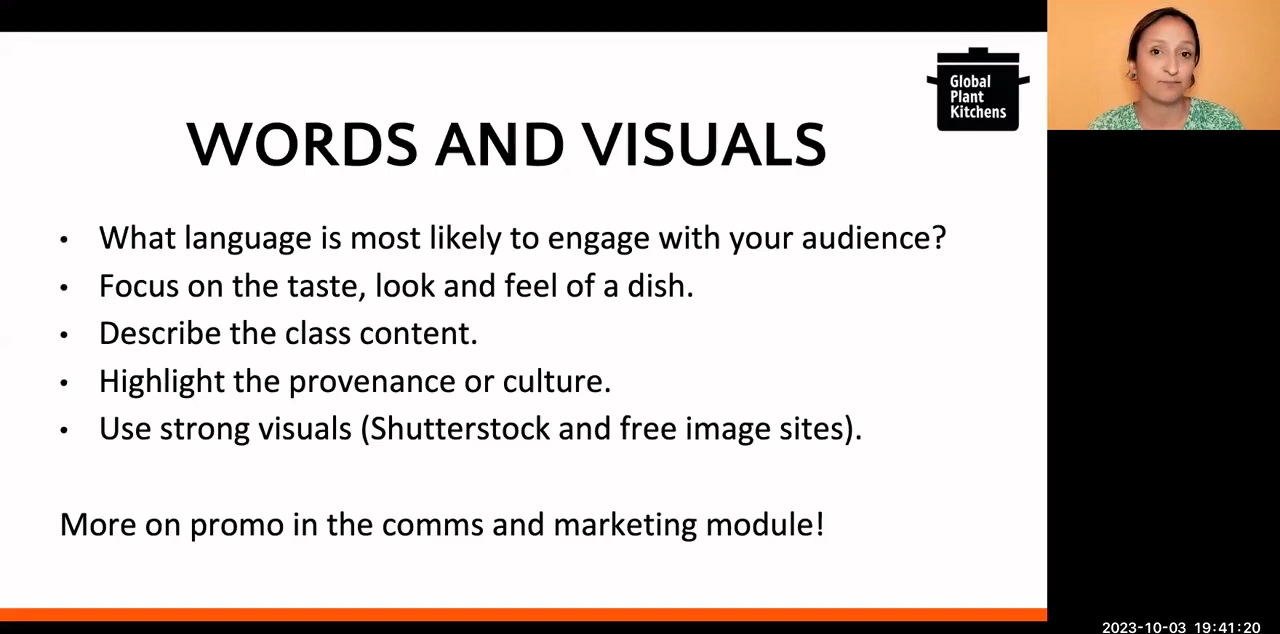 Global
Plant
Kitchens
WORDS AND VISUALS
• What language is most likely to engage with your audience?
• Focus on the taste, look and feel of a dish.
• Describe the class content.
• Highlight the provenance or culture.
• Use strong visuals (Shutterstock and free image sites).
More on promo in the comms and marketing module!
2023-10-03 19:41:20